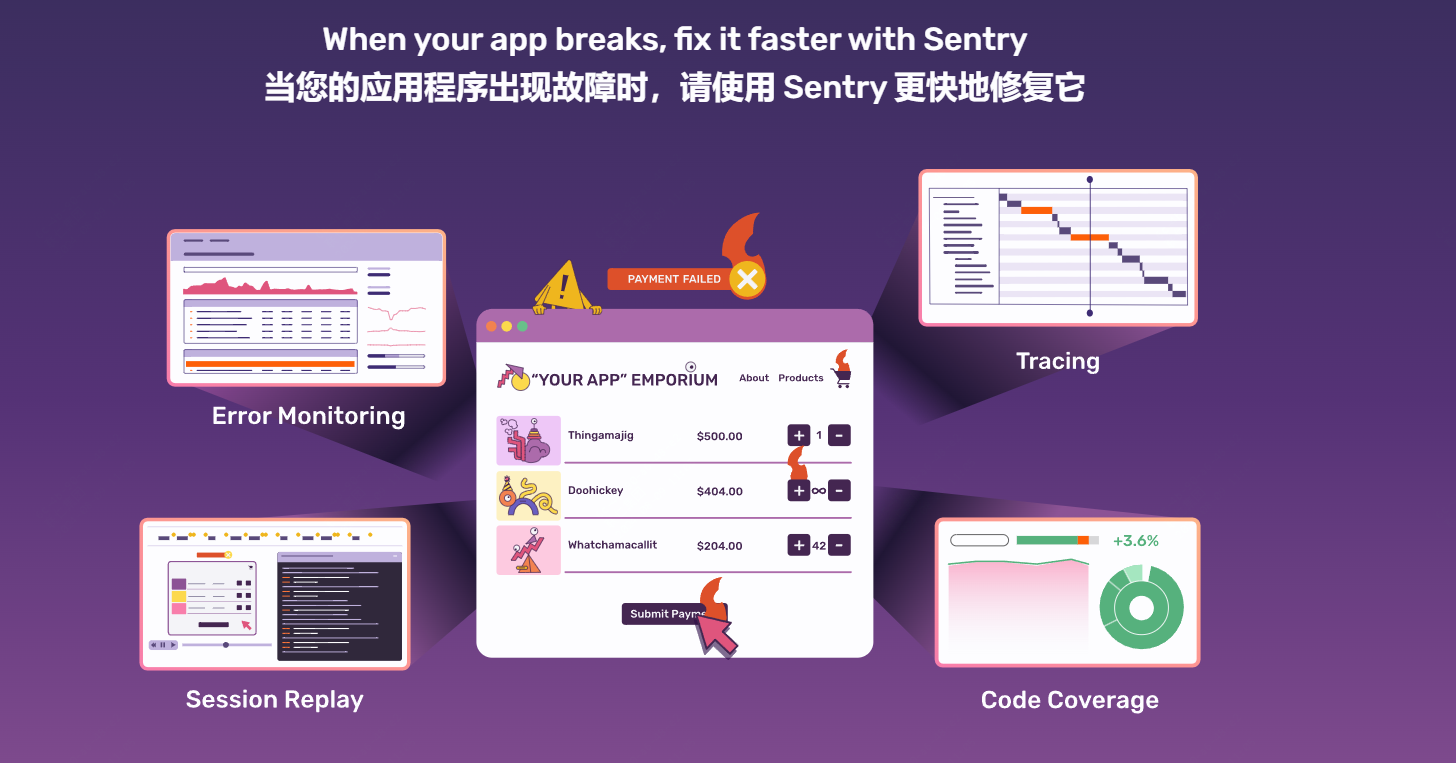 When your app breaks, fix it faster with Sentry
当您的应用程序出现故障时，请使用 Sentry 更快地修复它
PAYMENT FAILED
"YOUR APP" EMPORIUM
About Products
Thingamajig $500.00 + 1 -
Doohickey $404.00 + ∞ -
Whatchamacallit $204.00 + 42 -
Submit Payme
Error Monitoring
Tracing
Session Replay
+3.6%
Code Coverage